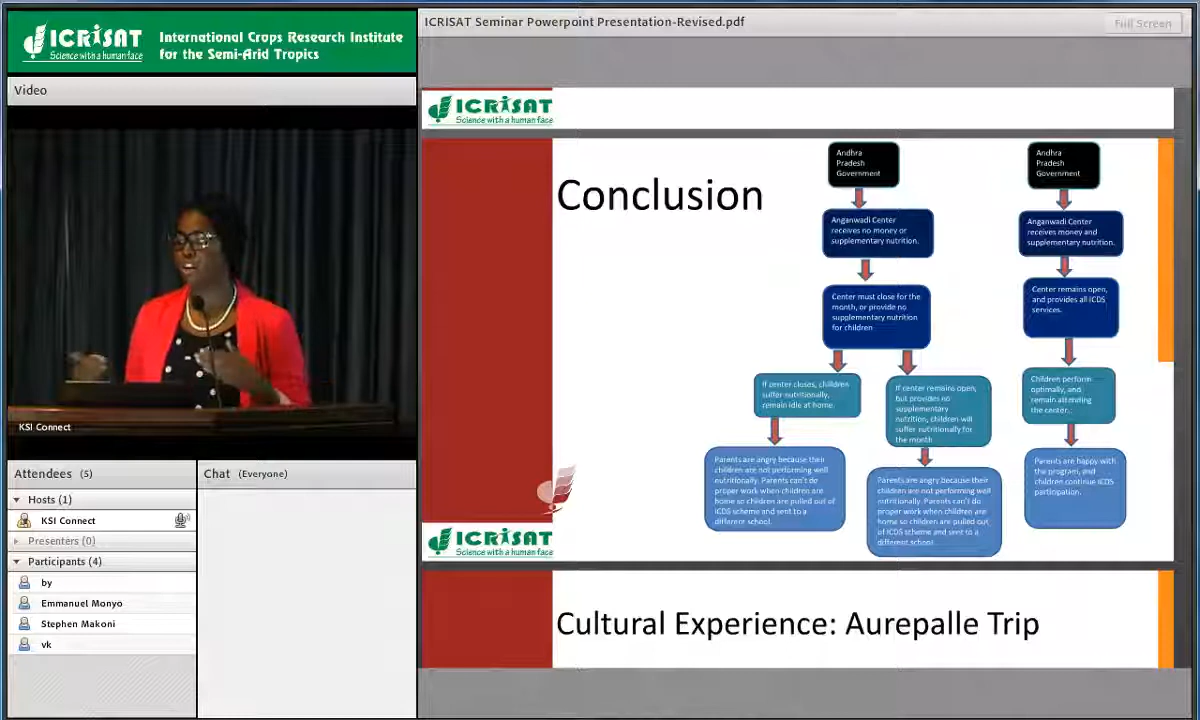 ICRISAT Seminar Powerpoint Presentation-Revised.pdf
Full Screen
ICRISAT
Science with a human face
International Crops Research Institute
for the Semi-Arid Tropics
Video
KSI Connect
Attendees (5)
Hosts (1)
KSI Connect
Presenters (0)
Participants (4)
by
Emmanuel Monyo
Stephen Makoni
vk
Chat (Everyone)
ICRISAT
Science with a human face
Conclusion
Andhra
Pradesh
Government
Anganwadi Center
receives no money or
supplementary nutrition.
Center must close for the
month, or provide no
supplementary nutrition
for children
If center closes, childlren
suffer nutritionally,
remain idle at home.
Parents are angry because their
children are not performing well
nutritionally. Parents can't do
proper work when children are
home so children are pulled out of
ICDS scheme and sent to a
different school.
If center remains open,
but provides no
supplementary
nutrition, children will
suffer nutritionally for
the month
Parents are angry because their
children are not performing well
nutritionally. Parents can't do
proper work when children are
home so children are pulled out
of ICDS scheme and sent to a
different school.
Andhra
Pradesh
Government
Anganwadi Center
receives money and
supplementary nutrition.
Center remains open,
and provides all ICDS
services.
Children perform
optimally, and
remain attending
the center.
Parents are happy with
the program, and
children continue ICDS
participation.
ICRISAT
Science with a human face
Cultural Experience: Aurepalle Trip